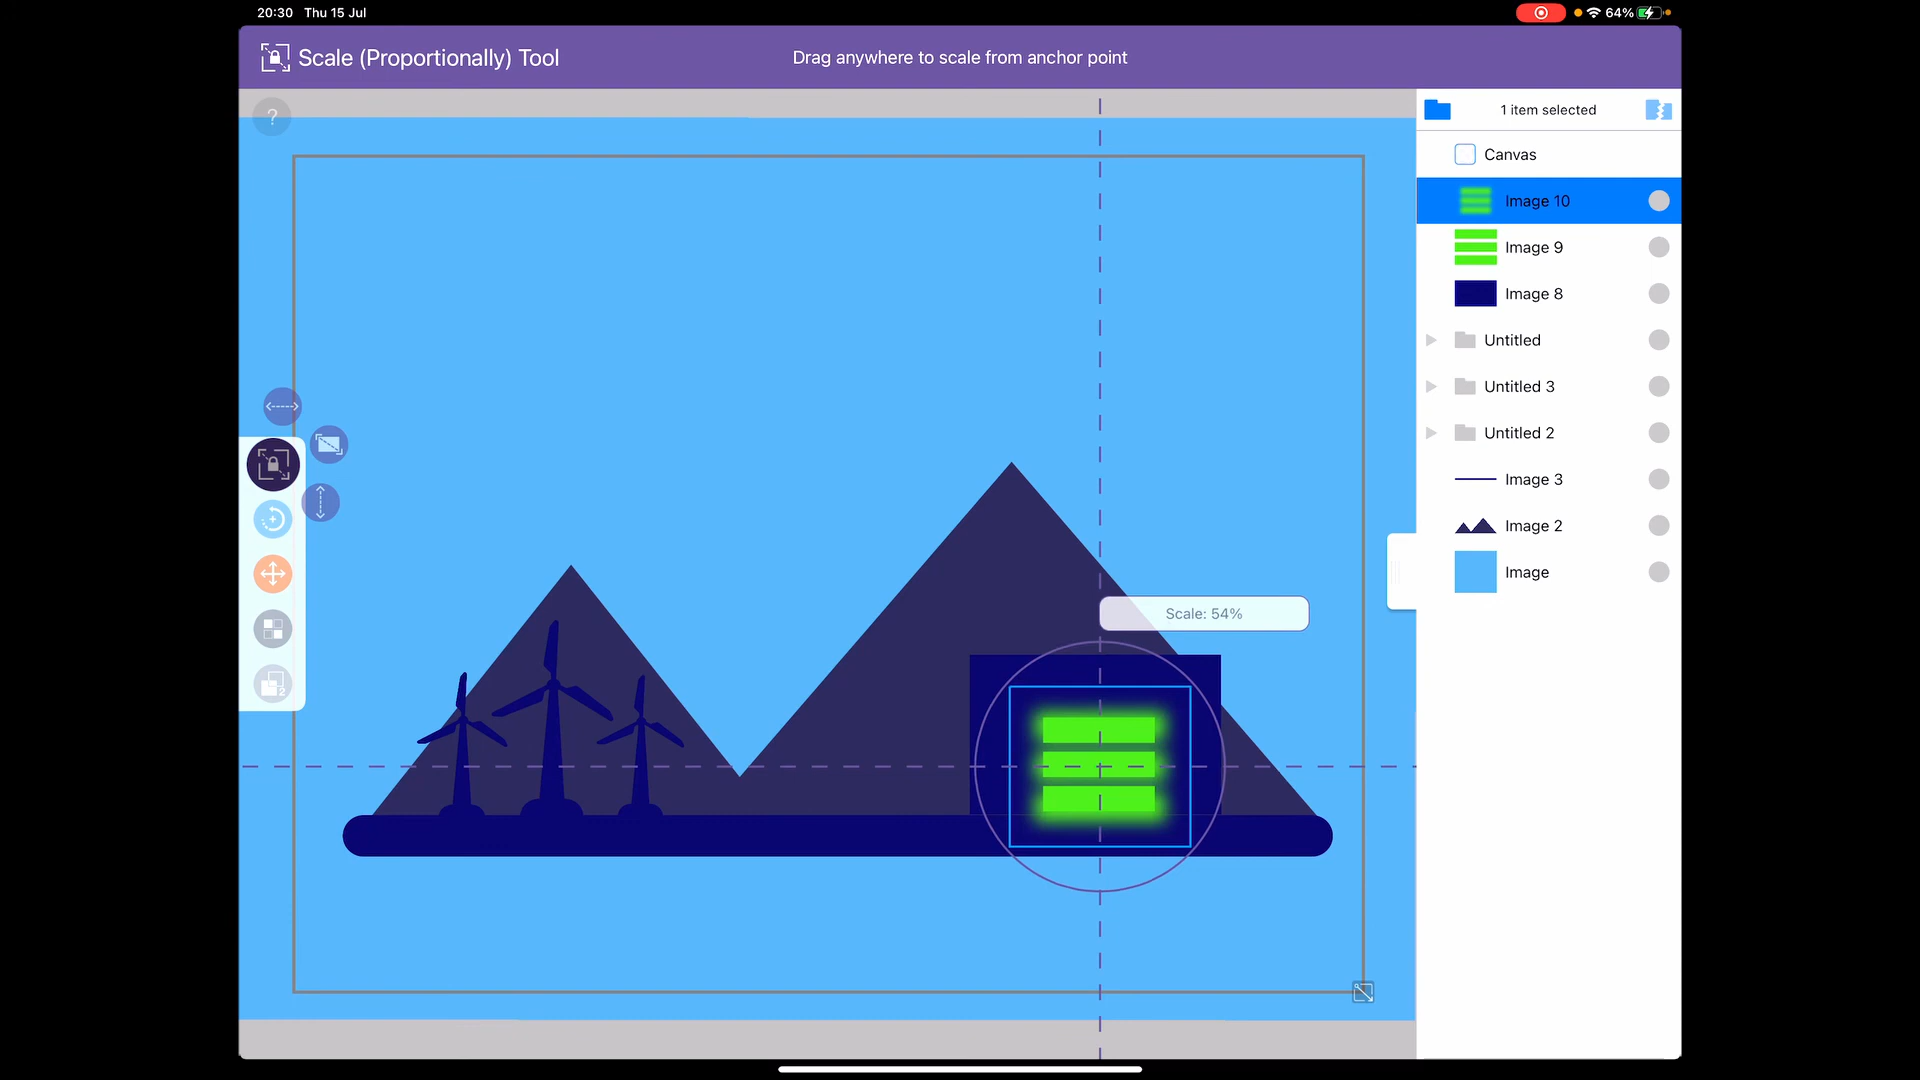 20:30 Thu 15 Jul
64%
Scale (Proportionally) Tool
Drag anywhere to scale from anchor point
?
1 item selected
Canvas
Image 10
Image 9
Image 8
Untitled
Untitled 3
Untitled 2
Image 3
Image 2
Image
Scale: 54%
2